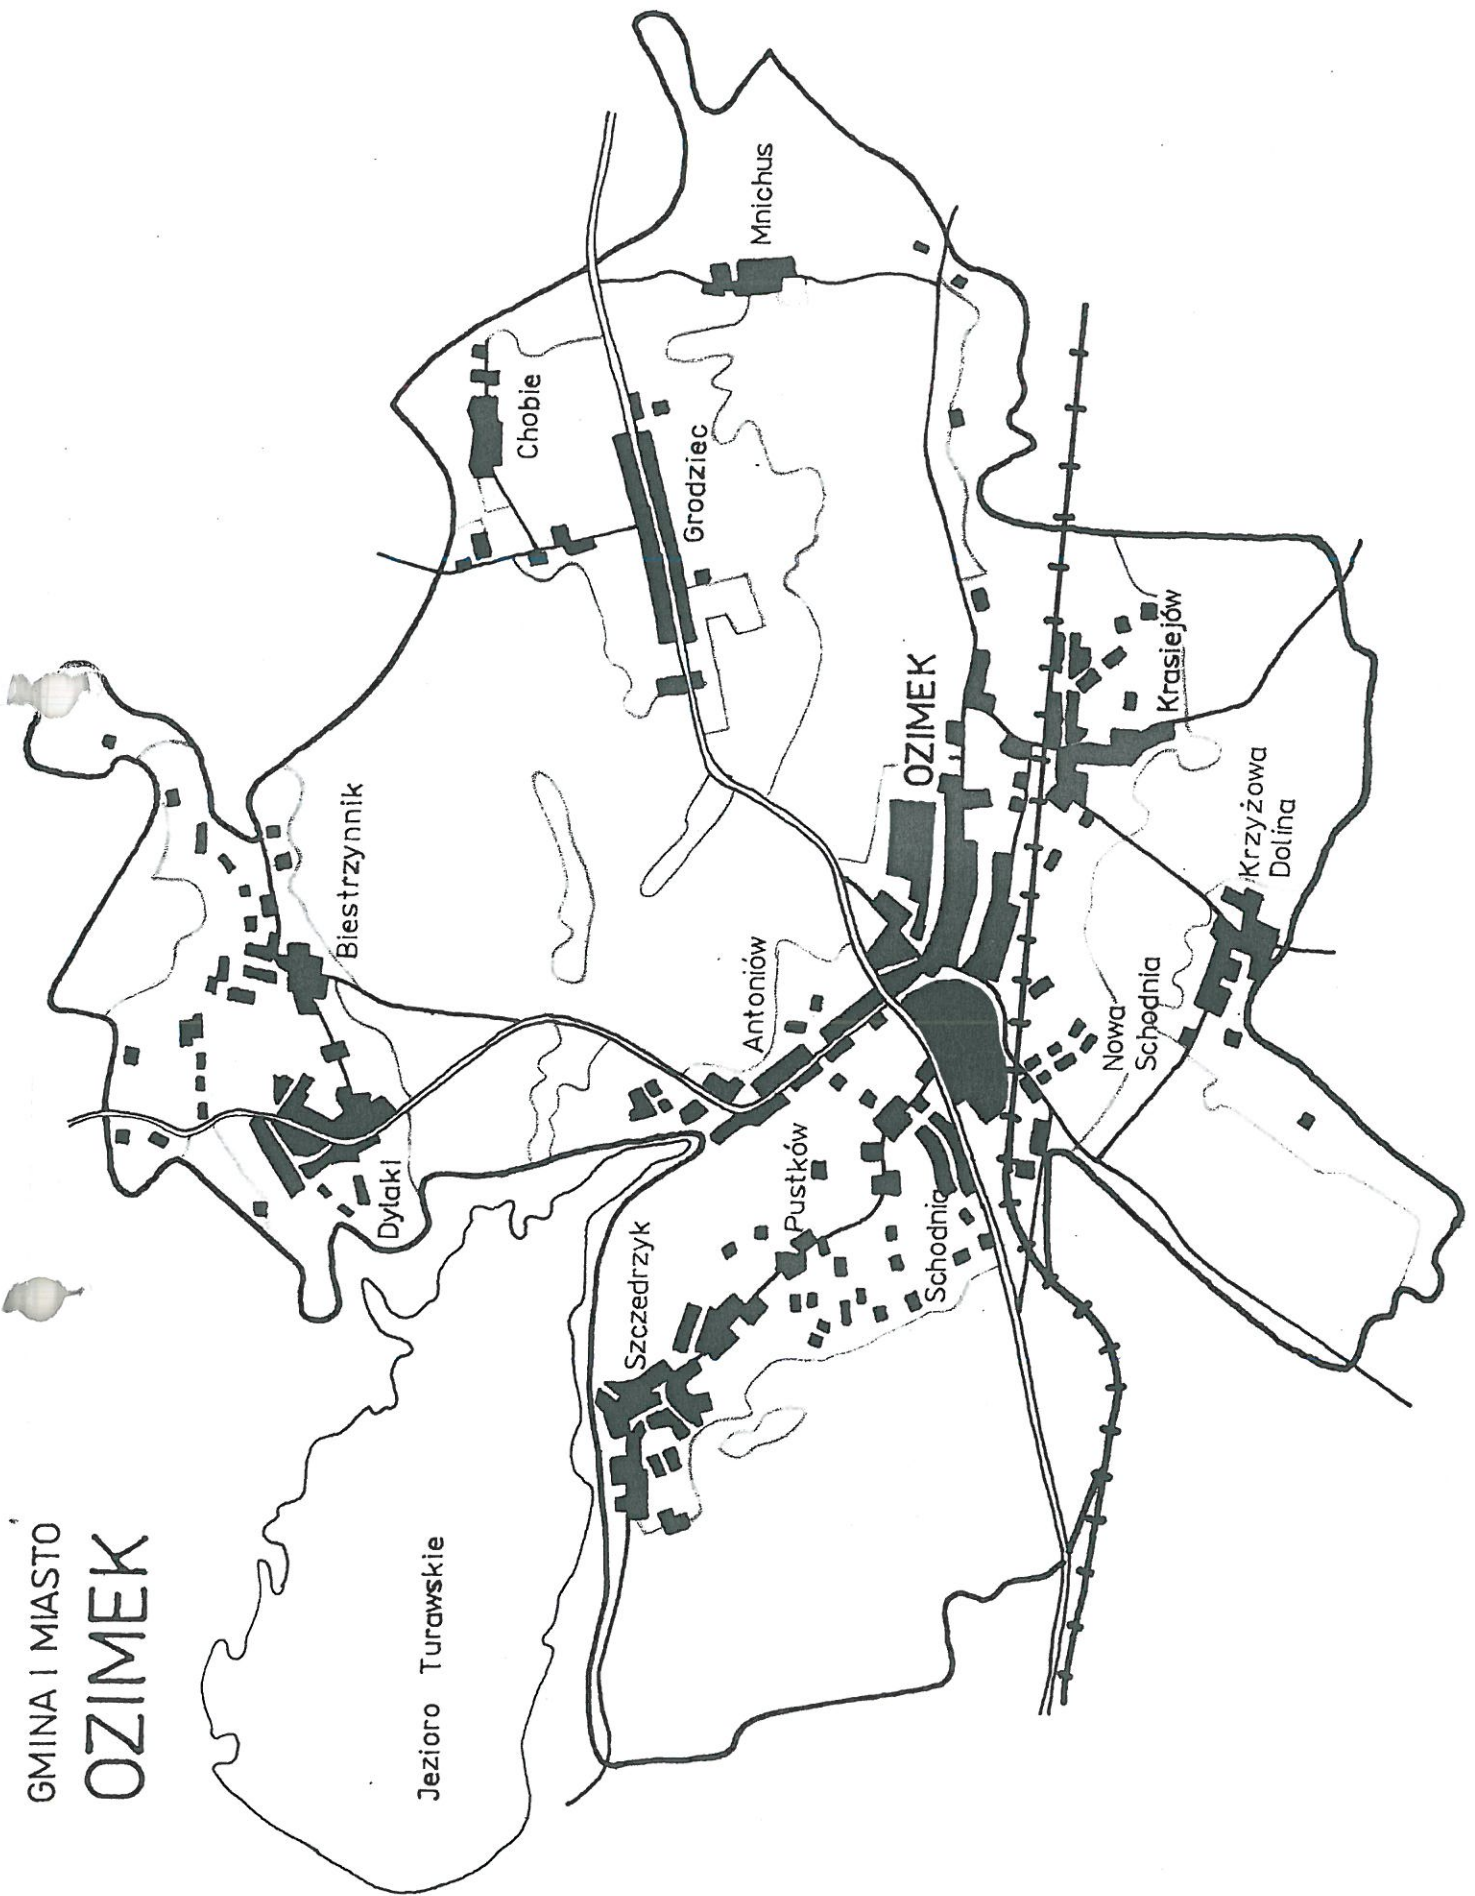 GMINA I MIASTO
OZIMEK
Jezioro Turawskie
Dylaki
Biestrzynnik
Szczedrzyk
Antoniów
Pustków
Schodnia
Chobie
Grodziec
Mnichus
OZIMEK
Nowa
Schodnia
Krasiejów
Krzyżowa
Dolina